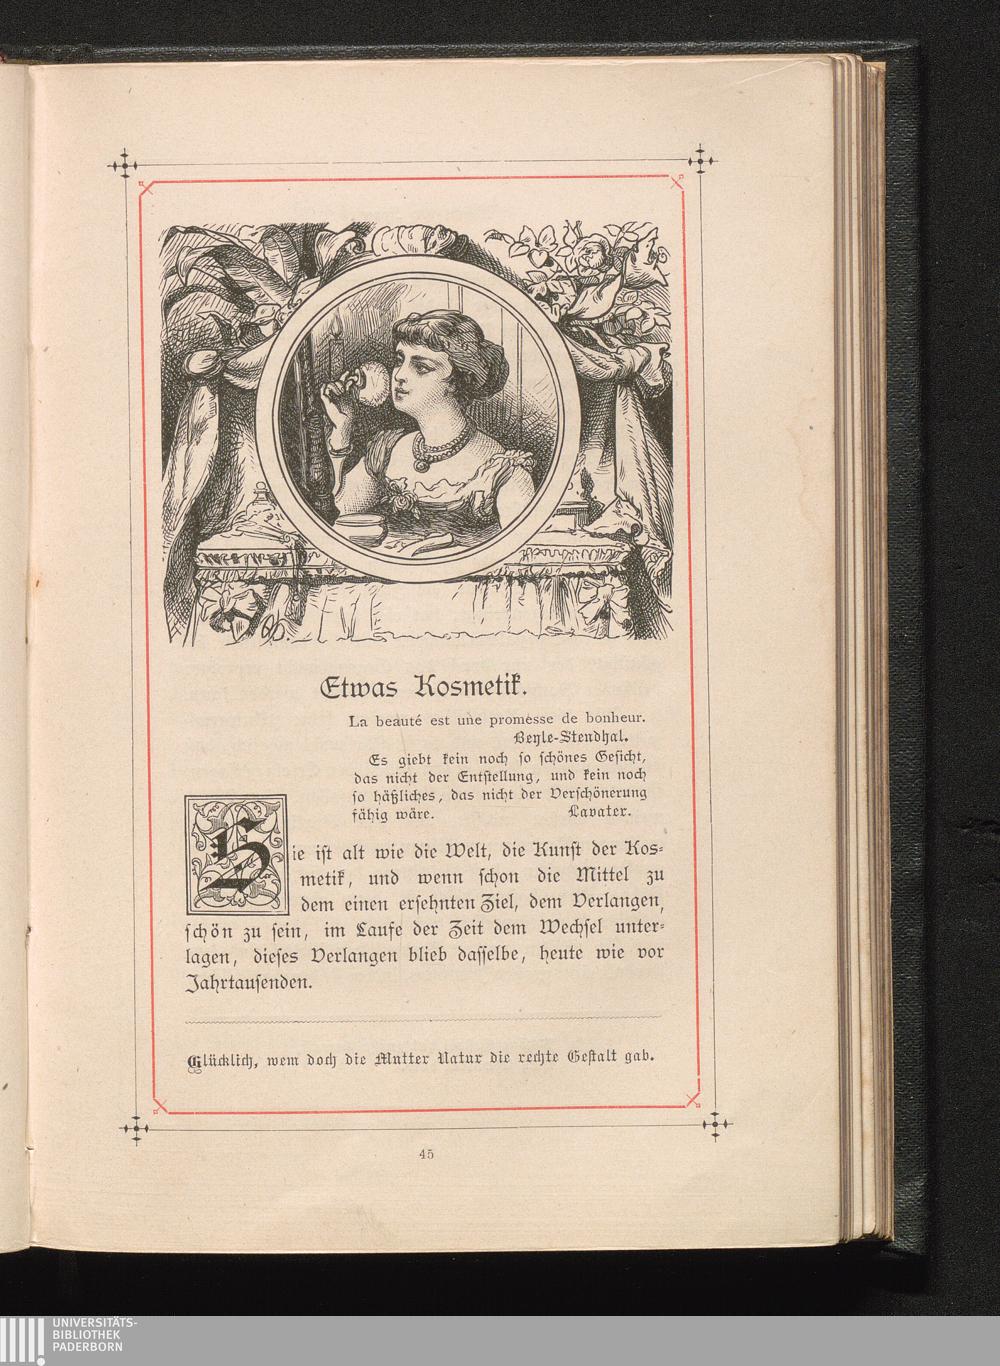 Etwas Kosmetik.
La beauté est une promesse de bonheur.
Beyle-Stendhal.
Es giebt kein noch so schönes Gesicht,
das nicht der Entstellung, und kein noch
so häßliches, das nicht der Verschönerung
fähig wäre. Lavater.
Sie ist alt wie die Welt, die Kunst der Kos-
metik, und wenn schon die Mittel zu
dem einen ersehnten Ziel, dem Verlangen,
schön zu sein, im Laufe der Zeit dem Wechsel unter-
lagen, dieses Verlangen blieb dasselbe, heute wie vor
Jahrtausenden.
Glücklich, wem doch die Mutter Natur die rechte Gestalt gab.
45
UNIVERSITÄTS-
BIBLIOTHEK
PADERBORN